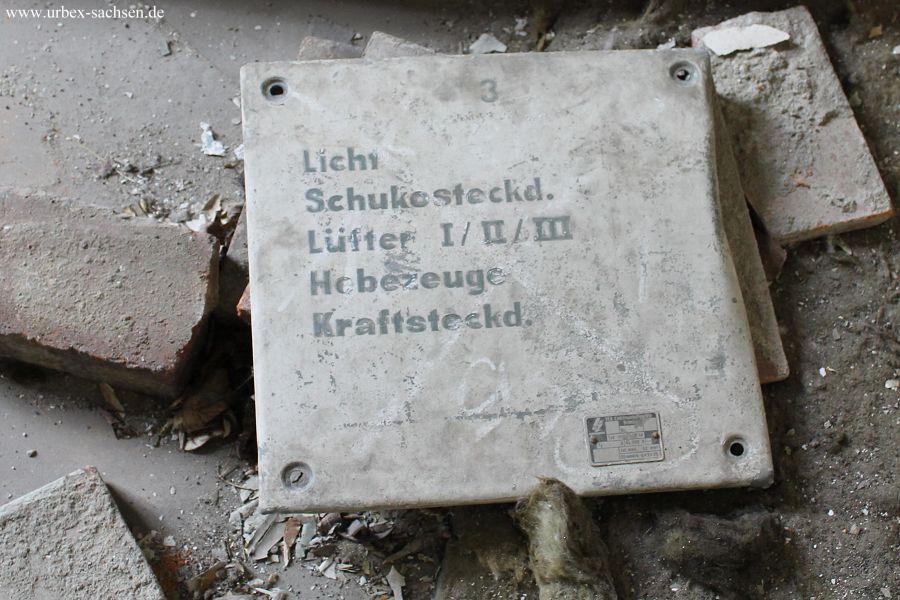 www.urbex-sachsen.de
3
Licht
Schukosteckd.
Lüfter I/II/III
Hebezeuge
Kraftsteckd.